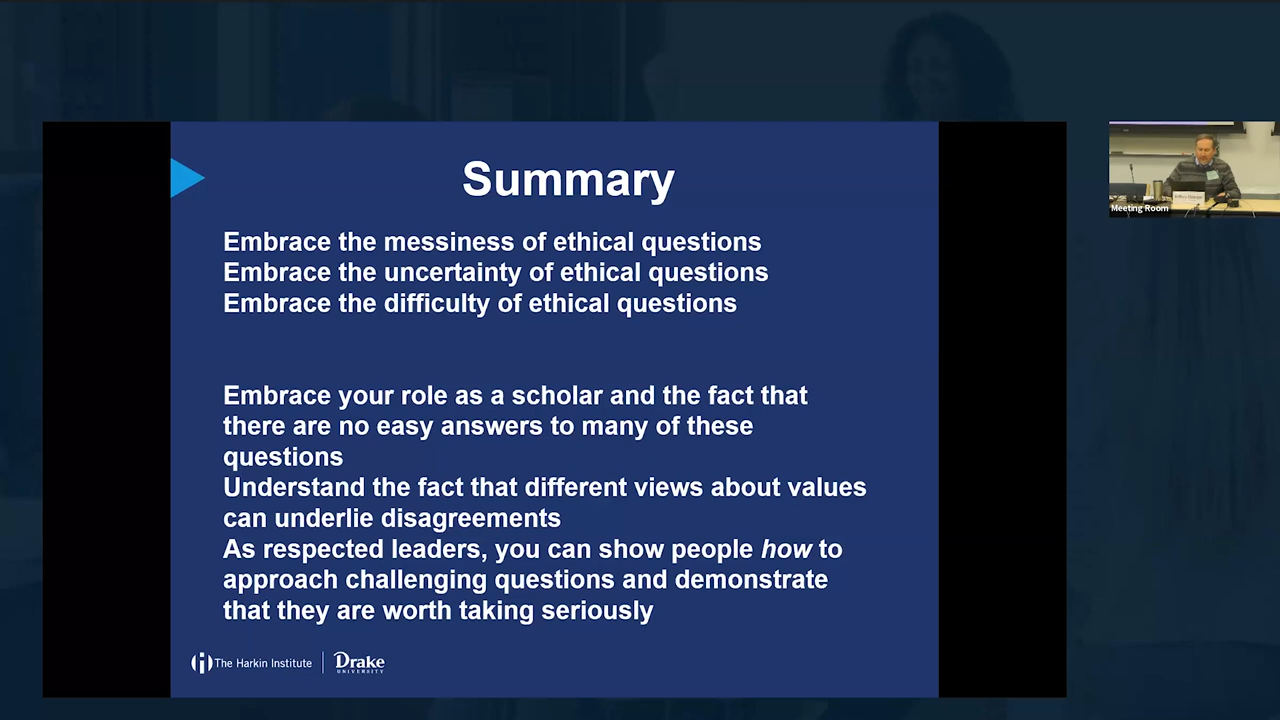 Summary
Embrace the messiness of ethical questions
Embrace the uncertainty of ethical questions
Embrace the difficulty of ethical questions
Embrace your role as a scholar and the fact that
there are no easy answers to many of these
questions
Understand the fact that different views about values
can underlie disagreements
As respected leaders, you can show people how to
approach challenging questions and demonstrate
that they are worth taking seriously
The Harkin Institute
Drake
UNIVERSITY
Meeting Room